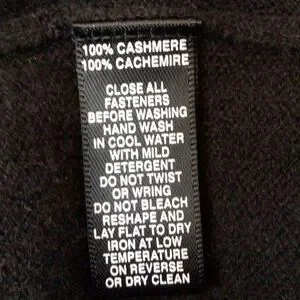 100% CASHMERE
100% CACHEMIRE
CLOSE ALL
FASTENERS
BEFORE WASHING
HAND WASH
IN COOL WATER
WITH MILD
DETERGENT
DO NOT TWIST
OR WRING
DO NOT BLEACH
RESHAPE AND
LAY FLAT TO DRY
IRON AT LOW
TEMPERATURE
ON REVERSE
OR DRY CLEAN